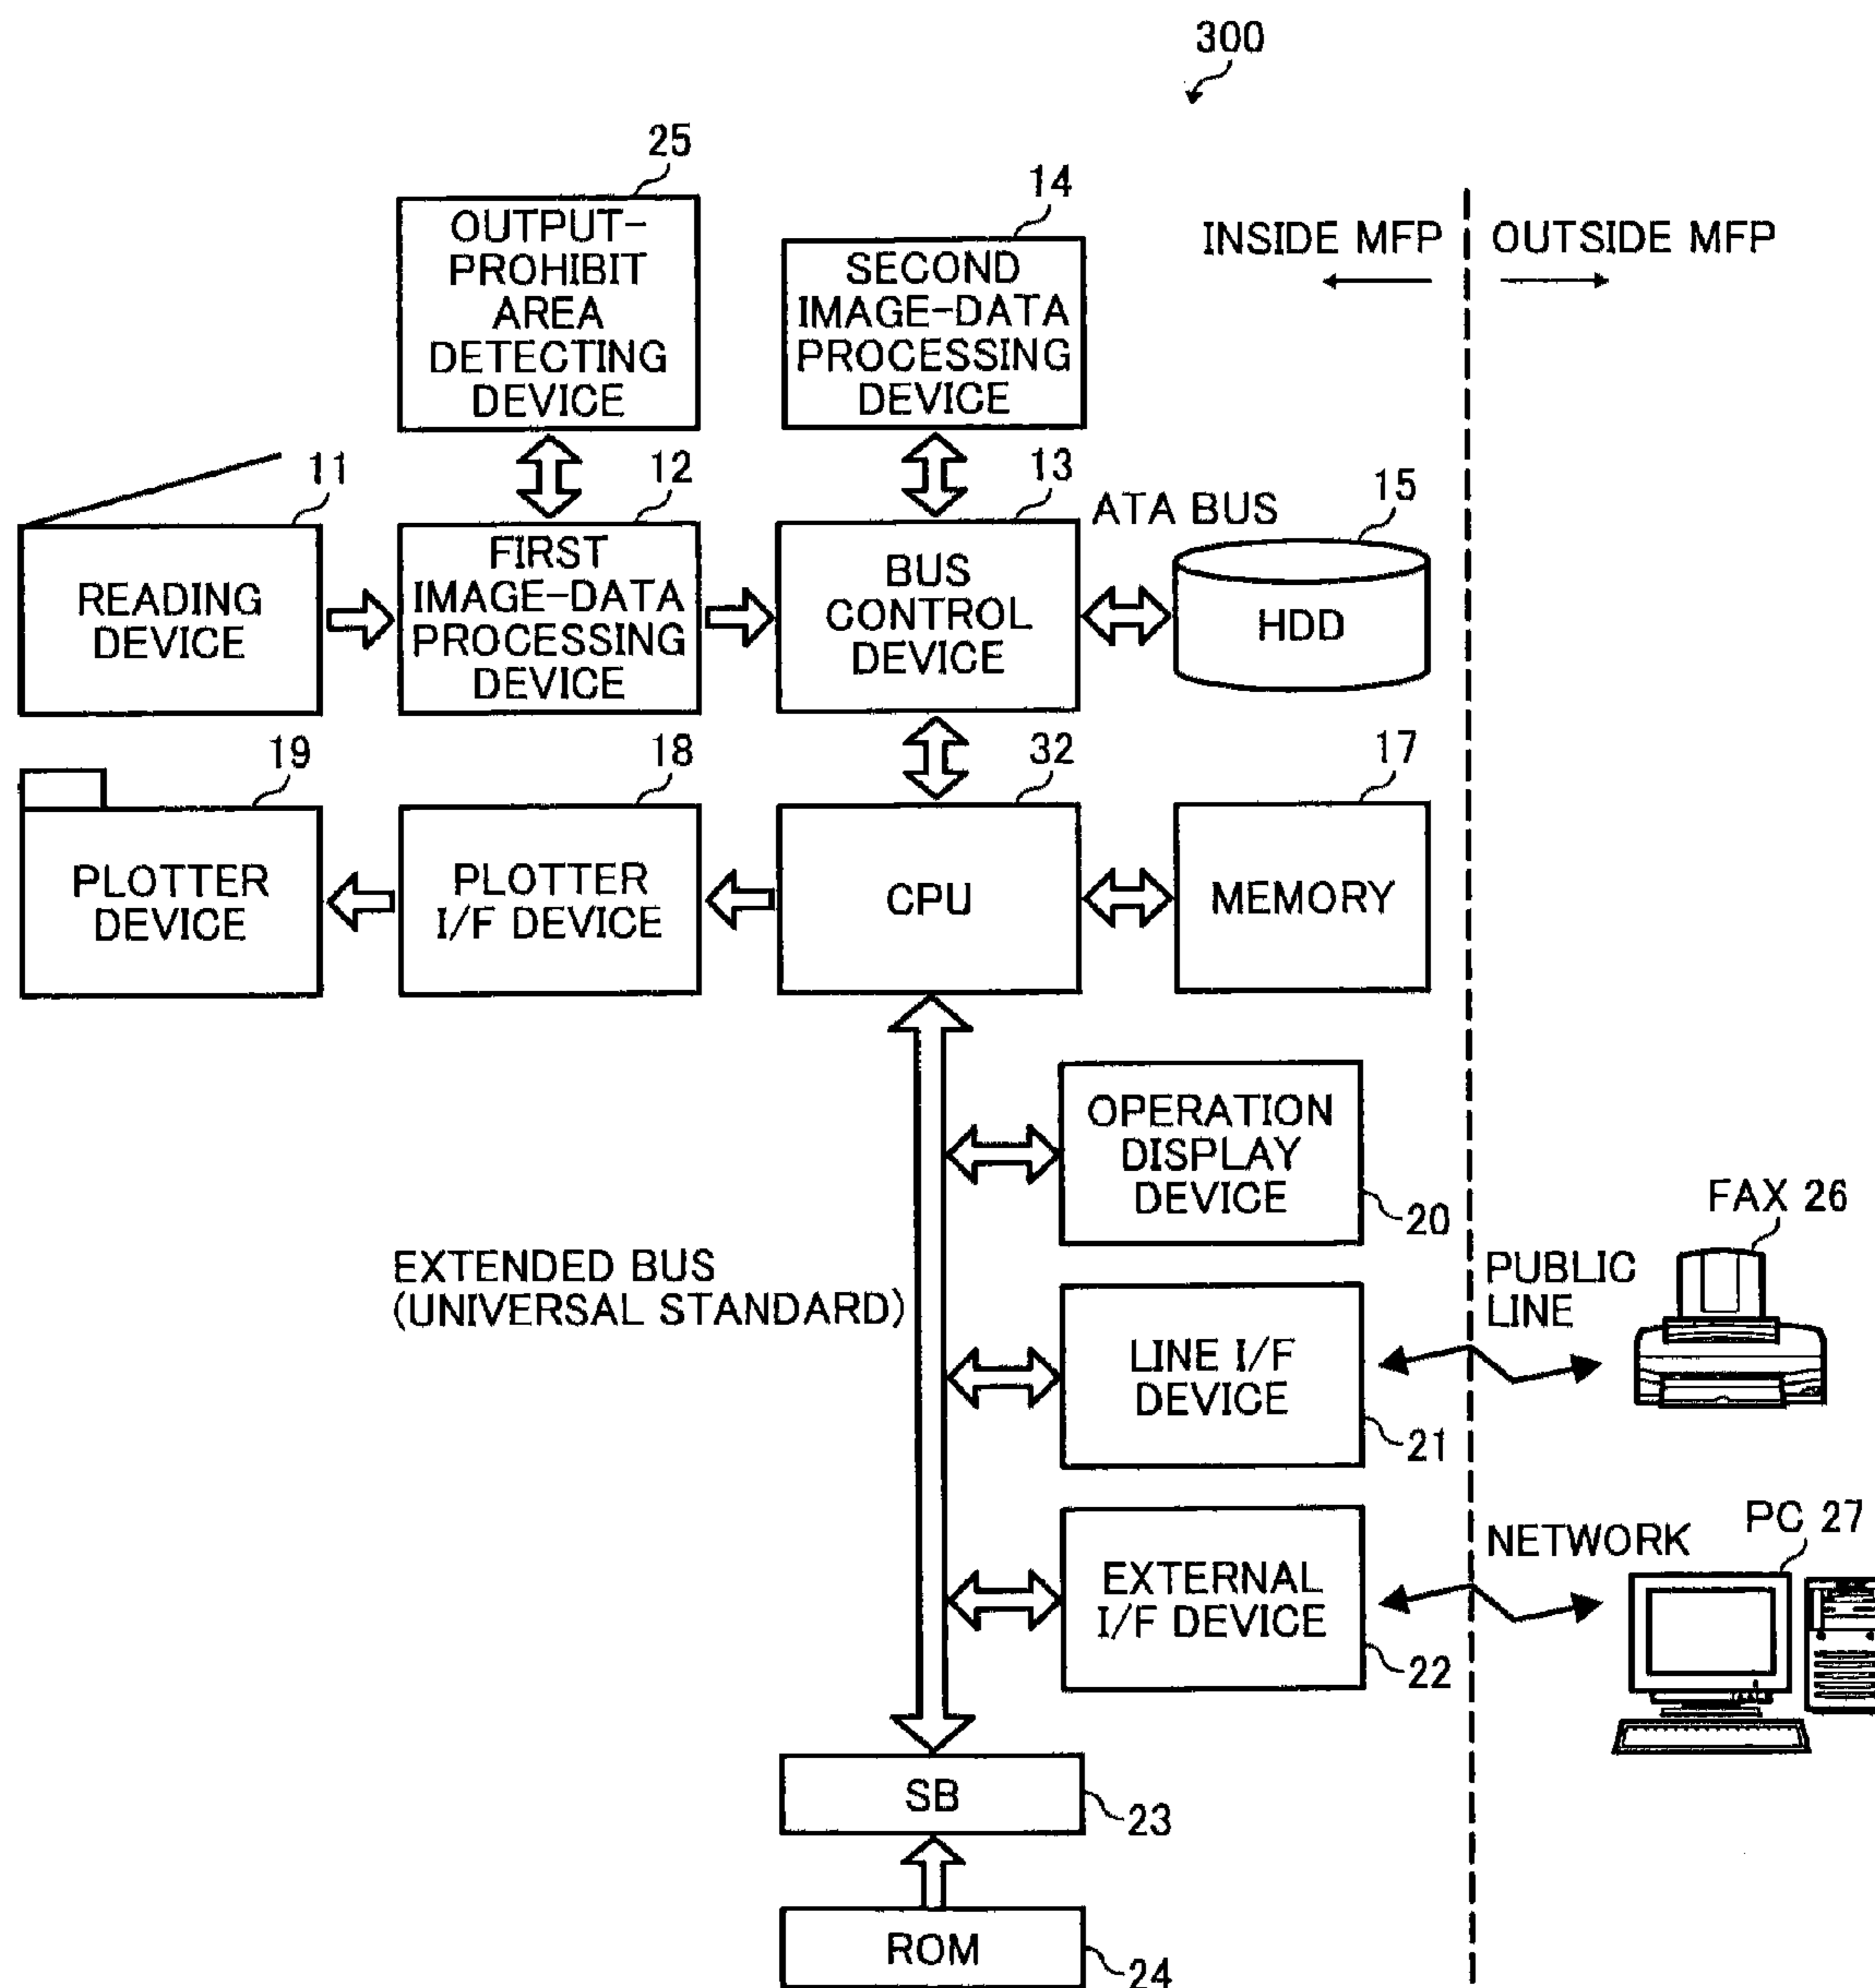 300
25
OUTPUT-
PROHIBIT
AREA
DETECTING
DEVICE
14
SECOND
IMAGE-DATA
PROCESSING
DEVICE
INSIDE MFP
OUTSIDE MFP
11
READING
DEVICE
12
FIRST
IMAGE-DATA
PROCESSING
DEVICE
13
BUS
CONTROL
DEVICE
ATA BUS
15
HDD
19
PLOTTER
DEVICE
18
PLOTTER
I/F DEVICE
32
CPU
17
MEMORY
EXTENDED BUS
(UNIVERSAL STANDARD)
OPERATION
DISPLAY
DEVICE
20
LINE I/F
DEVICE
21
PUBLIC
LINE
FAX 26
EXTERNAL
I/F DEVICE
22
NETWORK
PC 27
SB
23
ROM
24